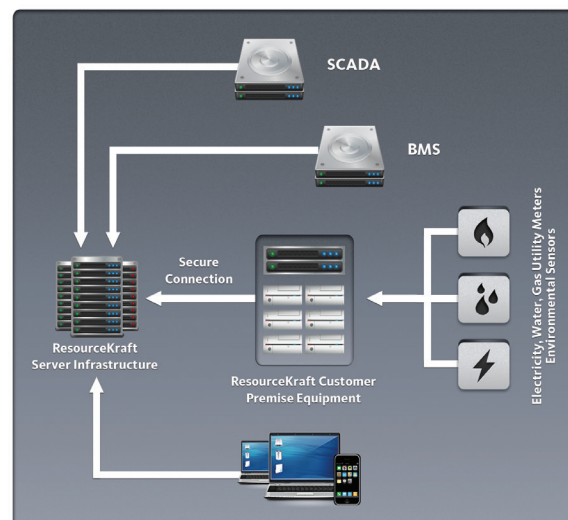 SCADA
BMS
Secure
Connection
ResourceKraft
Server Infrastructure
ResourceKraft Customer
Premise Equipment
Electricity, Water, Gas Utility Meters
Environmental Sensors